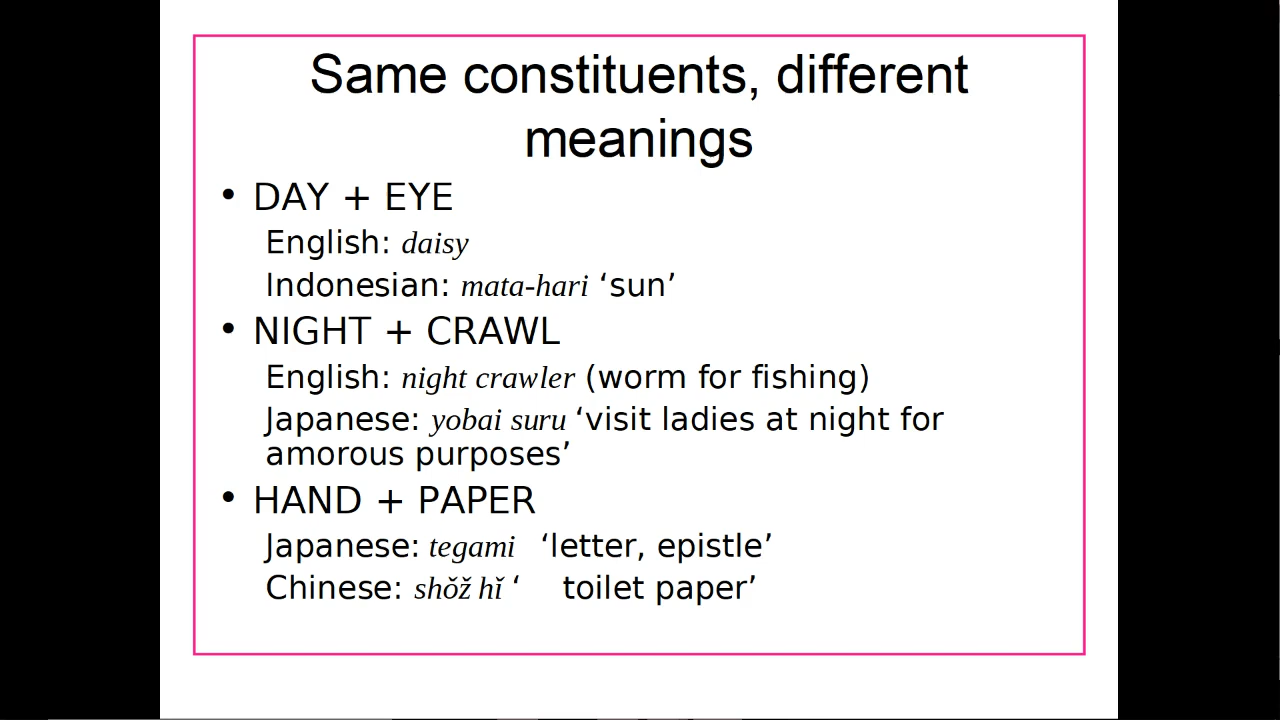 Same constituents, different
meanings
• DAY + EYE
English: daisy
Indonesian: mata-hari ‘sun’
• NIGHT + CRAWL
English: night crawler (worm for fishing)
Japanese: yobai suru ‘visit ladies at night for
amorous purposes’
• HAND + PAPER
Japanese: tegami ‘letter, epistle’
Chinese: shǒž hǐ ‘ toilet paper’